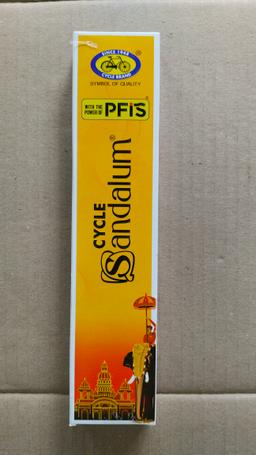 SINCE 1948
CYCLE BRAND
®
SYMBOL OF QUALITY
WITH THE
POWER OF
PFIS
CYCLE
Sandalum®